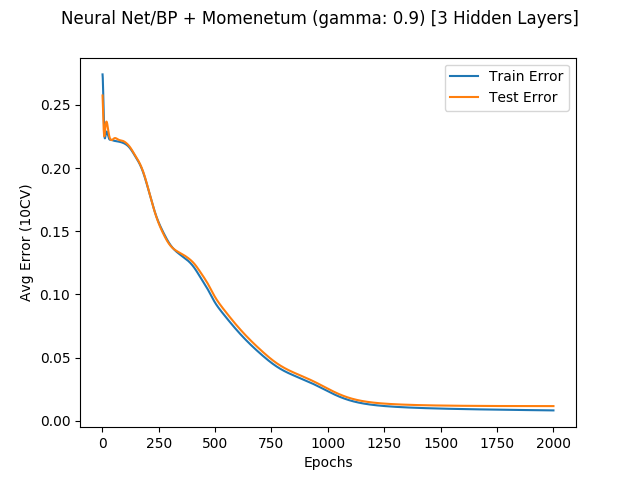 Neural Net/BP + Momenetum (gamma: 0.9) [3 Hidden Layers]
Train Error
Test Error
Avg Error (10CV)
0.25
0.20
0.15
0.10
0.05
0.00
0 250 500 750 1000 1250 1500 1750 2000
Epochs